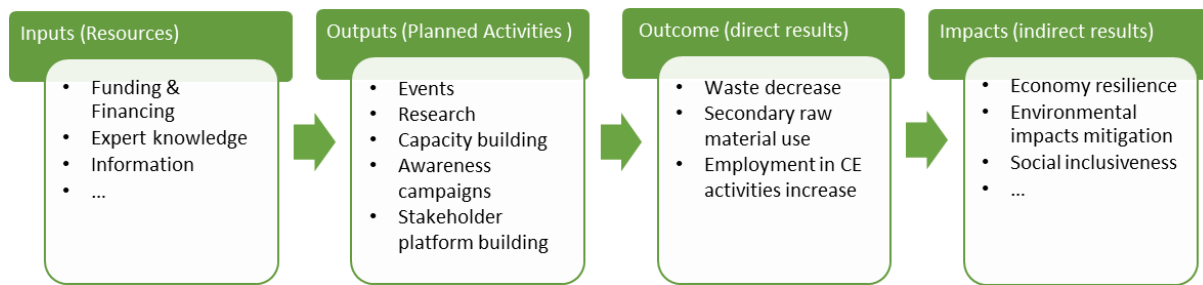 Inputs (Resources)
• Funding &
Financing
• Expert knowledge
• Information
• ...
Outputs (Planned Activities )
• Events
• Research
• Capacity building
• Awareness
campaigns
• Stakeholder
platform building
Outcome (direct results)
• Waste decrease
• Secondary raw
material use
• Employment in CE
activities increase
Impacts (indirect results)
• Economy resilience
• Environmental
impacts mitigation
• Social inclusiveness
• ...